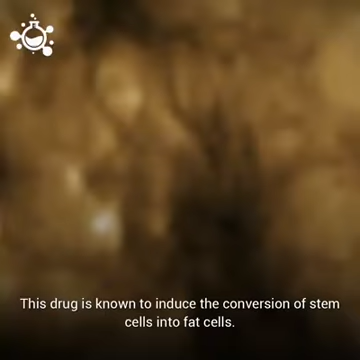 This drug is known to induce the conversion of stem
cells into fat cells.